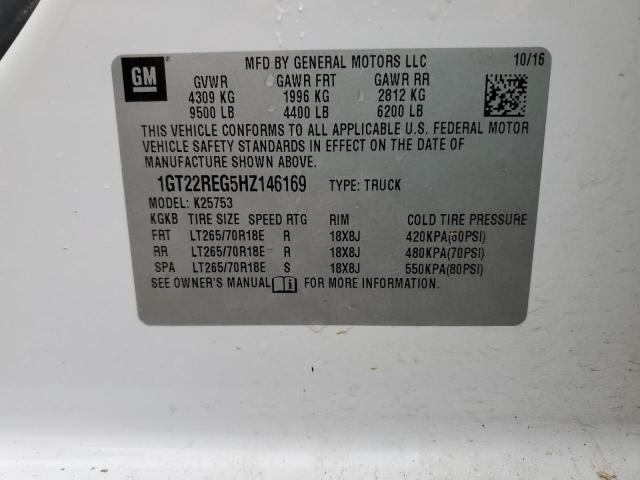 GM
MFD BY GENERAL MOTORS LLC 10/16
GVWR GAWR FRT GAWR RR
4309 KG 1996 KG 2812 KG
9500 LB 4400 LB 6200 LB
THIS VEHICLE CONFORMS TO ALL APPLICABLE U.S. FEDERAL MOTOR
VEHICLE SAFETY STANDARDS IN EFFECT ON THE DATE OF
MANUFACTURE SHOWN ABOVE.
1GT22REG5HZ146169 TYPE: TRUCK
MODEL: K25753
KGKB TIRE SIZE SPEED RTG RIM COLD TIRE PRESSURE
FRT LT265/70R18E R 18X8J 420KPA(60PSI)
RR LT265/70R18E R 18X8J 480KPA(70PSI)
SPA LT265/70R18E S 18X8J 550KPA(80PSI)
SEE OWNER'S MANUAL FOR MORE INFORMATION.